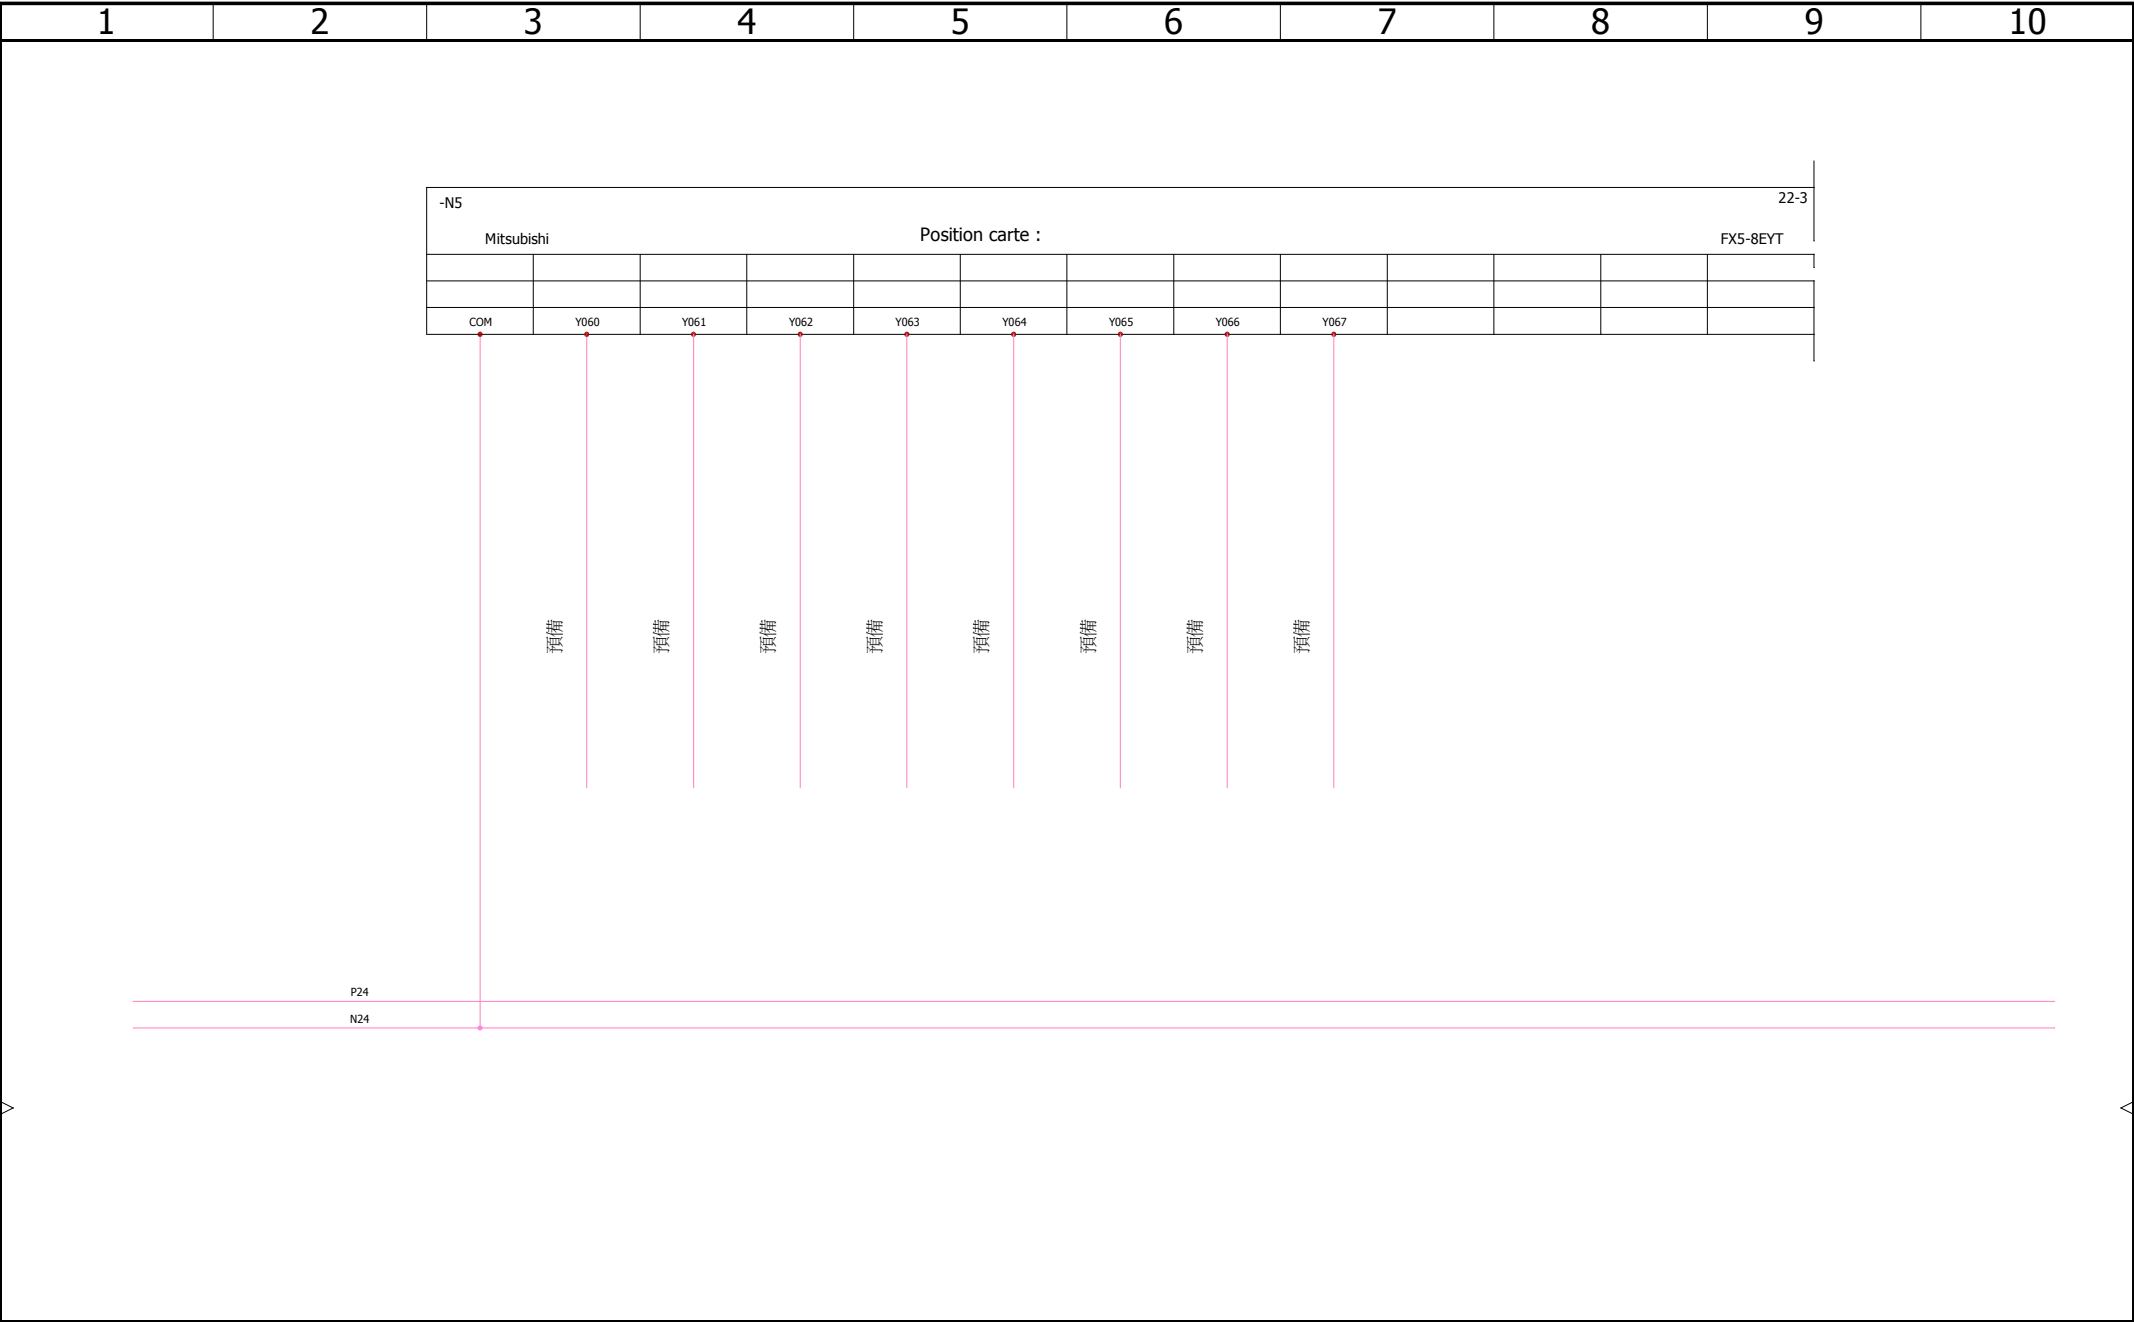 1 2 3 4 5 6 7 8 9 10
-N5 22-3
Mitsubishi Position carte : FX5-8EYT
COM Y060 Y061 Y062 Y063 Y064 Y065 Y066 Y067
預備 預備 預備 預備 預備 預備 預備 預備
P24
N24